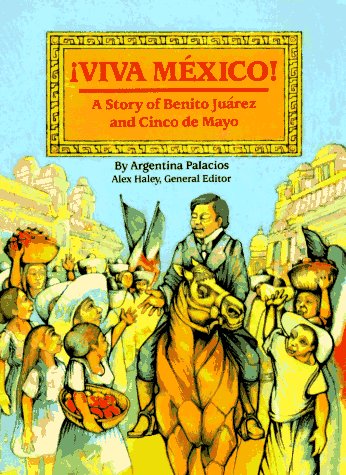 ¡VIVA MÉXICO!
A Story of Benito Juárez
and Cinco de Mayo
By Argentina Palacios
Alex Haley, General Editor